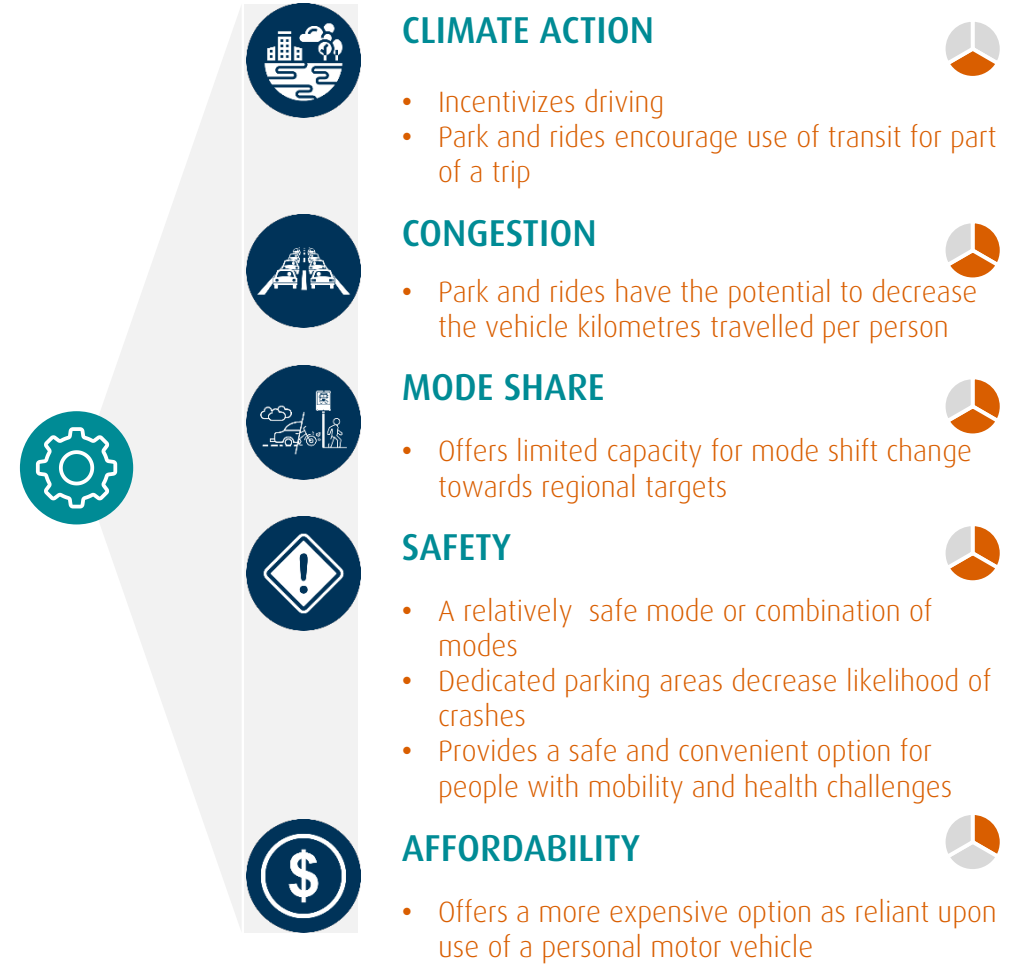 CLIMATE ACTION
• Incentivizes driving
• Park and rides encourage use of transit for part
of a trip
CONGESTION
• Park and rides have the potential to decrease
the vehicle kilometres travelled per person
MODE SHARE
• Offers limited capacity for mode shift change
towards regional targets
SAFETY
• A relatively  safe mode or combination of
modes
• Dedicated parking areas decrease likelihood of
crashes
• Provides a safe and convenient option for
people with mobility and health challenges
$
AFFORDABILITY
• Offers a more expensive option as reliant upon
use of a personal motor vehicle